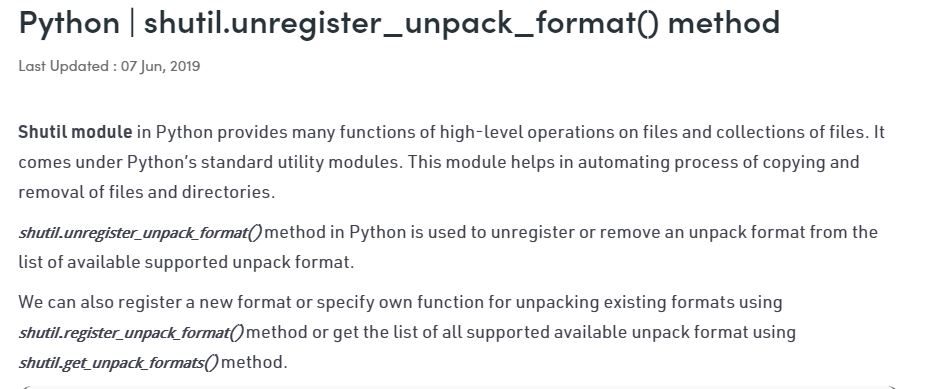 Python | shutil.unregister_unpack_format() method
Last Updated : 07 Jun, 2019
Shutil module in Python provides many functions of high-level operations on files and collections of files. It
comes under Python's standard utility modules. This module helps in automating process of copying and
removal of files and directories.
shutil.unregister_unpack_format() method in Python is used to unregister or remove an unpack format from the
list of available supported unpack format.
We can also register a new format or specify own function for unpacking existing formats using
shutil.register_unpack_format() method or get the list of all supported available unpack format using
shutil.get_unpack_formats() method.